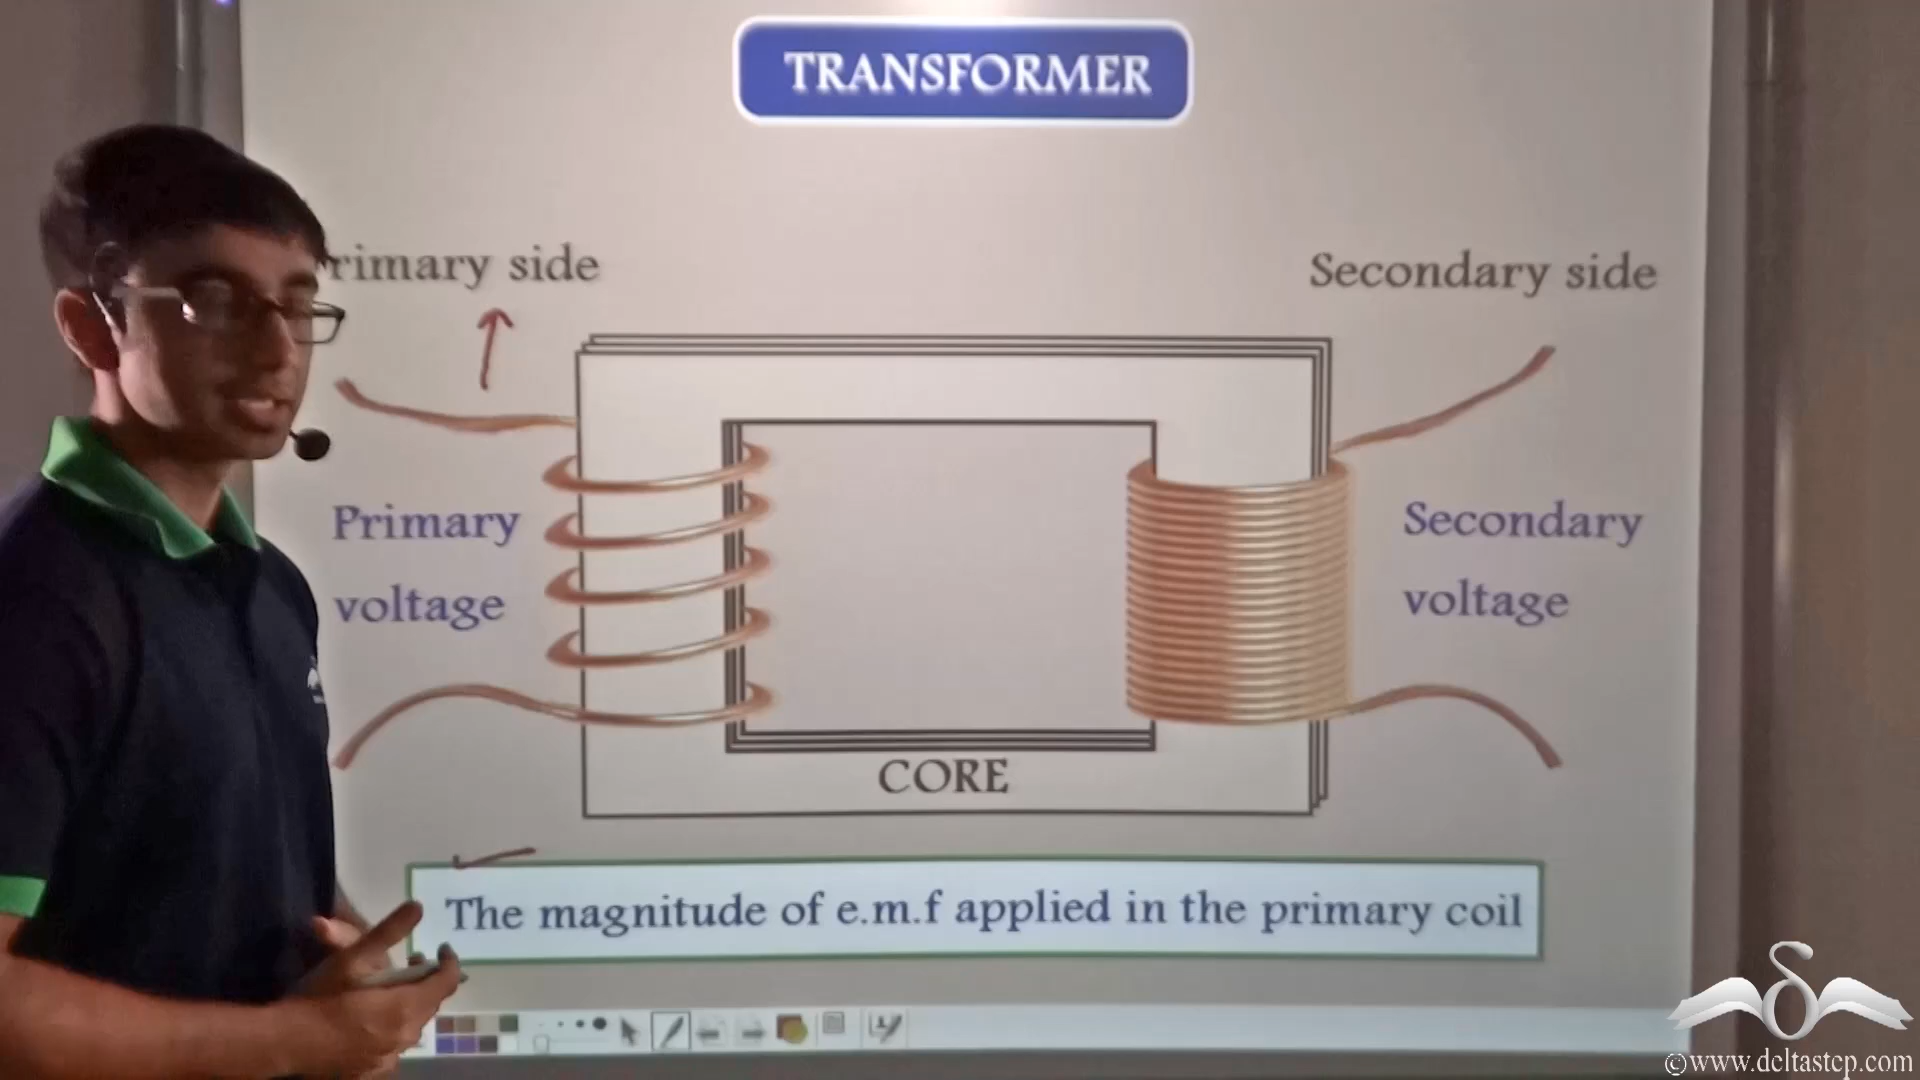 TRANSFORMER
rimary side
Secondary side
Primary
voltage
Secondary
voltage
CORE
The magnitude of e.m.f applied in the primary coil
©www.deltastep.com